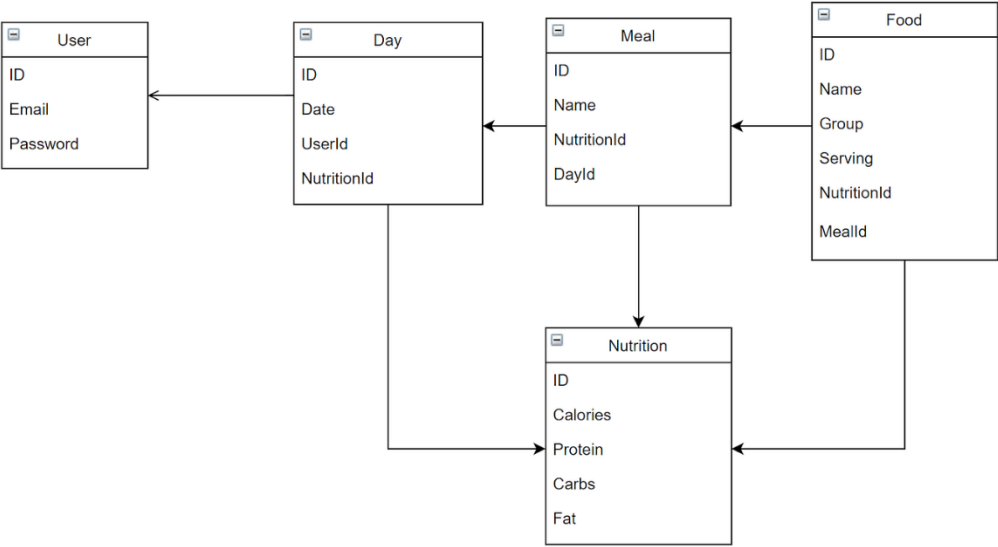 User
ID
Email
Password
Day
ID
Date
UserId
NutritionId
Meal
ID
Name
NutritionId
DayId
Food
ID
Name
Group
Serving
NutritionId
MealId
Nutrition
ID
Calories
Protein
Carbs
Fat